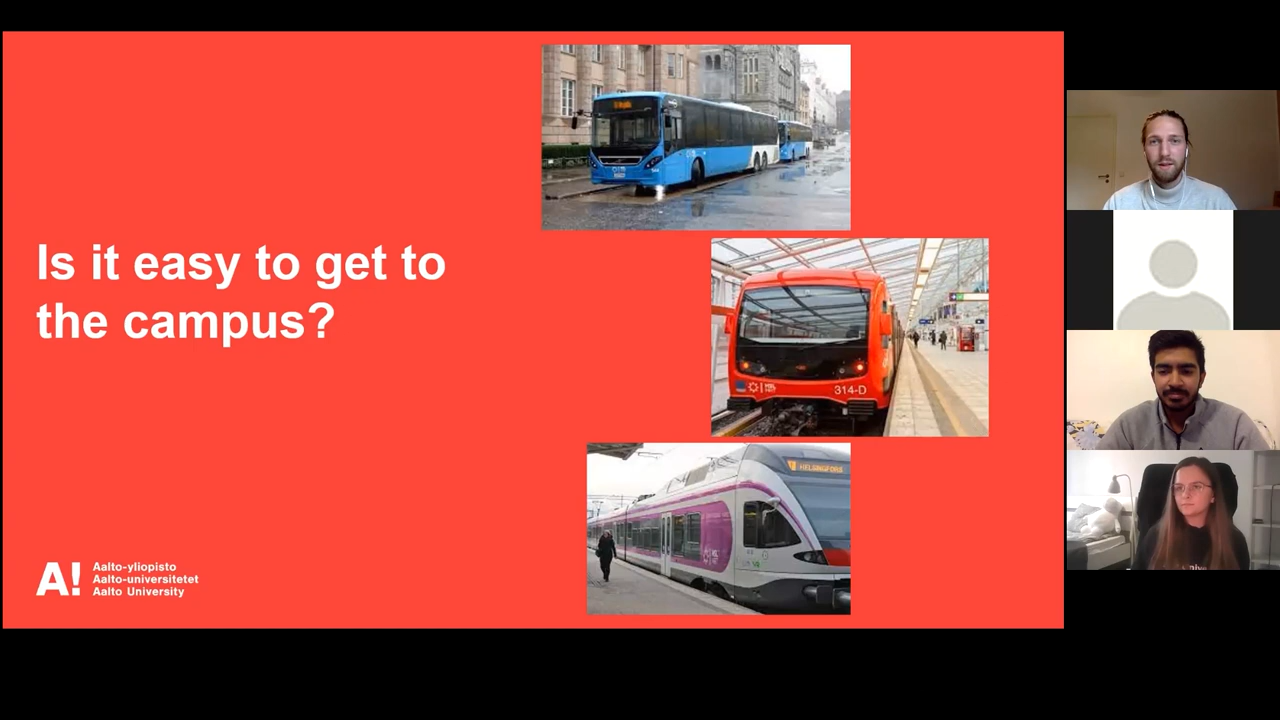 Is it easy to get to
the campus?
314-D
HELSINGFORS
A!
Aalto-yliopisto
Aalto-universitetet
Aalto University